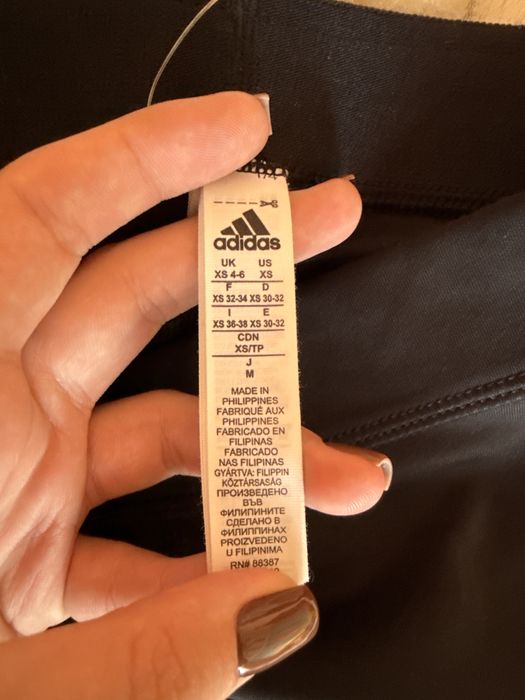 adidas
UK US
XS 4-6 XS
F D
XS 32-34 XS 30-32
I E
XS 36-38 XS 30-32
CDN
XS/TP
J
M
MADE IN
PHILIPPINES
FABRIQUÉ AUX
PHILIPPINES
FABRICADO EN
FILIPINAS
FABRICADO
NAS FILIPINAS
GYÁRTVA: FILIPPIN
KÖZTÁRSASÁG
ПРОИЗВЕДЕНО
ВЪВ
ФИЛИПИНИТЕ
СДЕЛАНО В
ФИЛИППИНАХ
PROIZVEDENO
U FILIPINIMA
RN# 88387